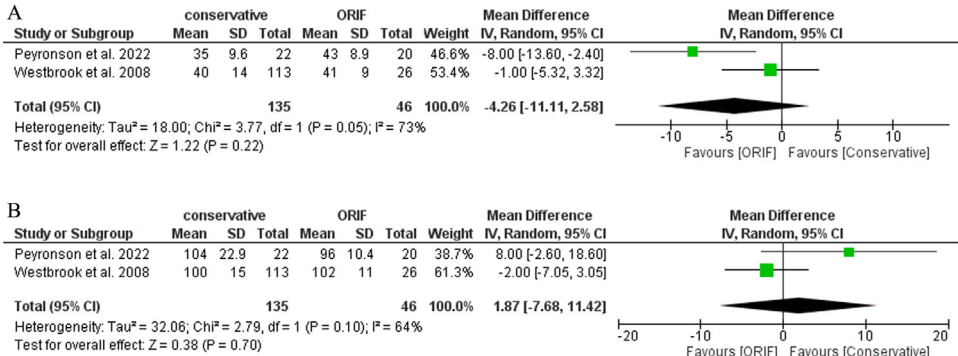 A
conservative ORIF Mean Difference Mean Difference
Study or Subgroup Mean SD Total Mean SD Total Weight IV, Random, 95% CI IV, Random, 95% CI
Peyronson et al. 2022 35 9.6 22 43 8.9 20 46.6% -8.00 [-13.60, -2.40]
Westbrook et al. 2008 40 14 113 41 9 26 53.4% -1.00 [-5.32, 3.32]
Total (95% CI) 135 46 100.0% -4.26 [-11.11, 2.58]
Heterogeneity: Tau² = 18.00; Chi² = 3.77, df = 1 (P = 0.05); I² = 73%
Test for overall effect: Z = 1.22 (P = 0.22)
-10 -5 0 5 10
Favours [ORIF] Favours [Conservative]
B
conservative ORIF Mean Difference Mean Difference
Study or Subgroup Mean SD Total Mean SD Total Weight IV, Random, 95% CI IV, Random, 95% CI
Peyronson et al. 2022 104 22.9 22 96 10.4 20 38.7% 8.00 [-2.60, 18.60]
Westbrook et al. 2008 100 15 113 102 11 26 61.3% -2.00 [-7.05, 3.05]
Total (95% CI) 135 46 100.0% 1.87 [-7.68, 11.42]
Heterogeneity: Tau² = 32.06; Chi² = 2.79, df = 1 (P = 0.10); I² = 64%
Test for overall effect: Z = 0.38 (P = 0.70)
-20 -10 0 10 20
Favours [Conservative] Favours [ORIF]